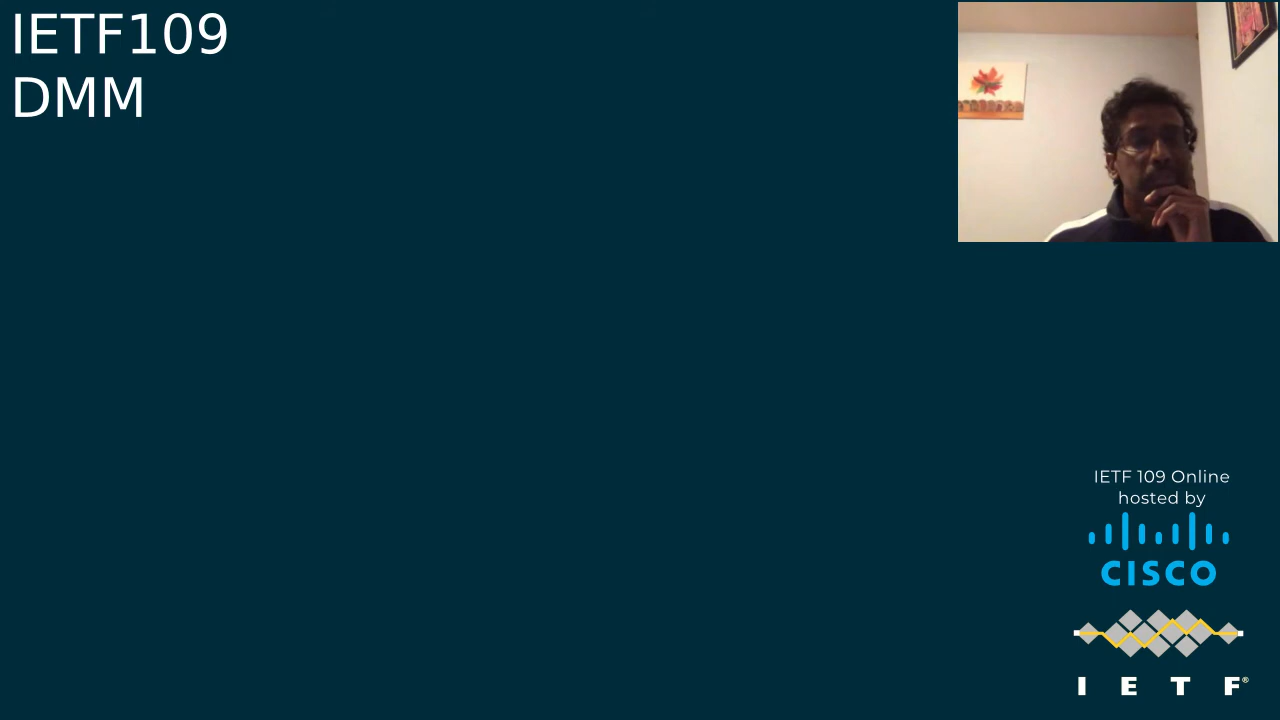 IETF109
DMM
IETF 109 Online
hosted by
CISCO
I E T F®